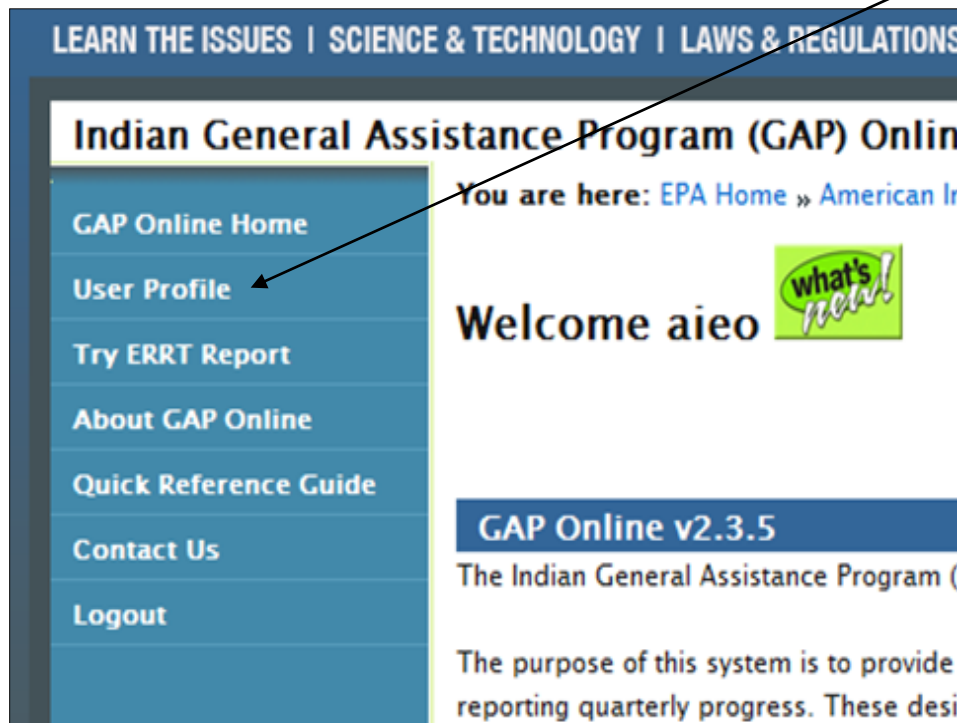 LEARN THE ISSUES | SCIENCE & TECHNOLOGY | LAWS & REGULATIONS
Indian General Assistance Program (GAP) Onlin
You are here: EPA Home » American In
GAP Online Home
User Profile
Try ERRT Report
About GAP Online
Quick Reference Guide
Contact Us
Logout
Welcome aieo
what's new!
GAP Online v2.3.5
The Indian General Assistance Program (
The purpose of this system is to provide
reporting quarterly progress. These desi